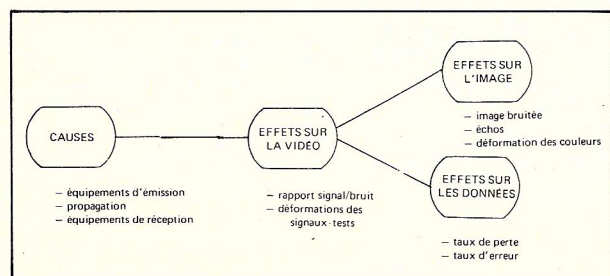 CAUSES
– équipements d'émission
– propagation
– équipements de réception
EFFETS SUR
LA VIDÉO
– rapport signal/bruit
– déformations des
signaux-tests
EFFETS SUR
L'IMAGE
– image bruitée
– échos
– déformation des couleurs
EFFETS SUR
LES DONNÉES
– taux de perte
– taux d'erreur